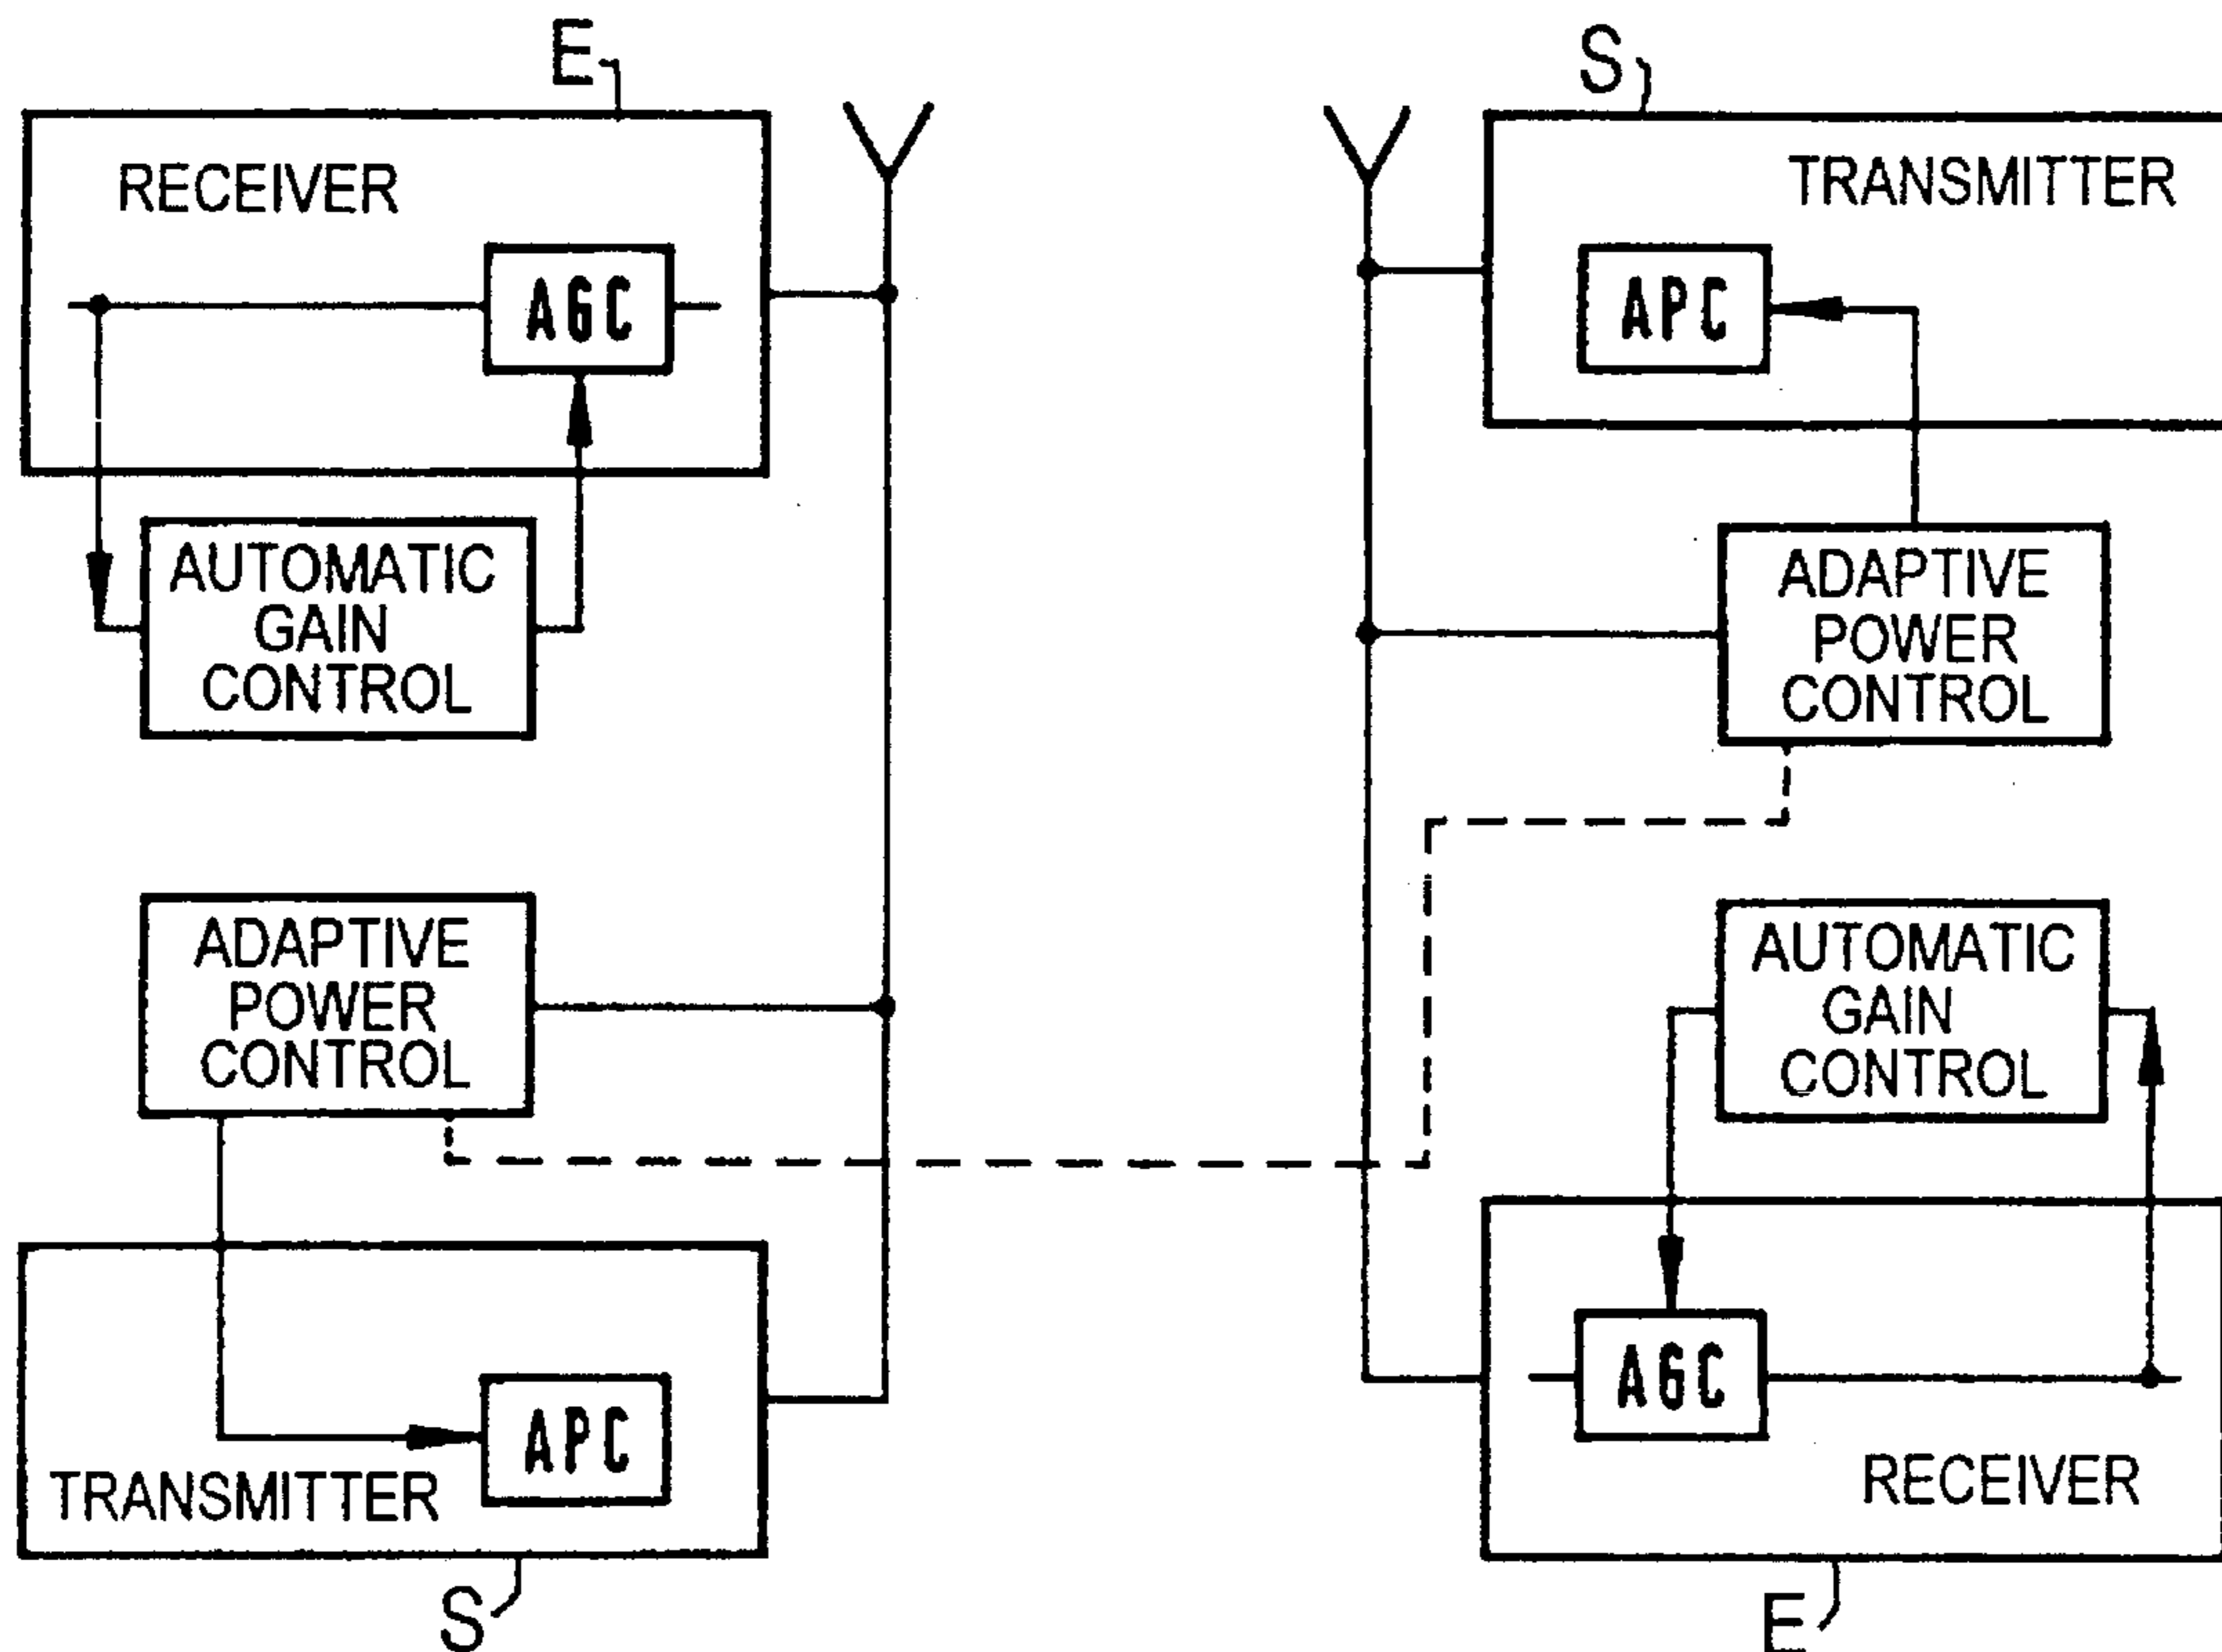 E
RECEIVER
AGC
AUTOMATIC
GAIN
CONTROL
ADAPTIVE
POWER
CONTROL
APC
TRANSMITTER
S
S
TRANSMITTER
APC
ADAPTIVE
POWER
CONTROL
AUTOMATIC
GAIN
CONTROL
AGC
RECEIVER
E